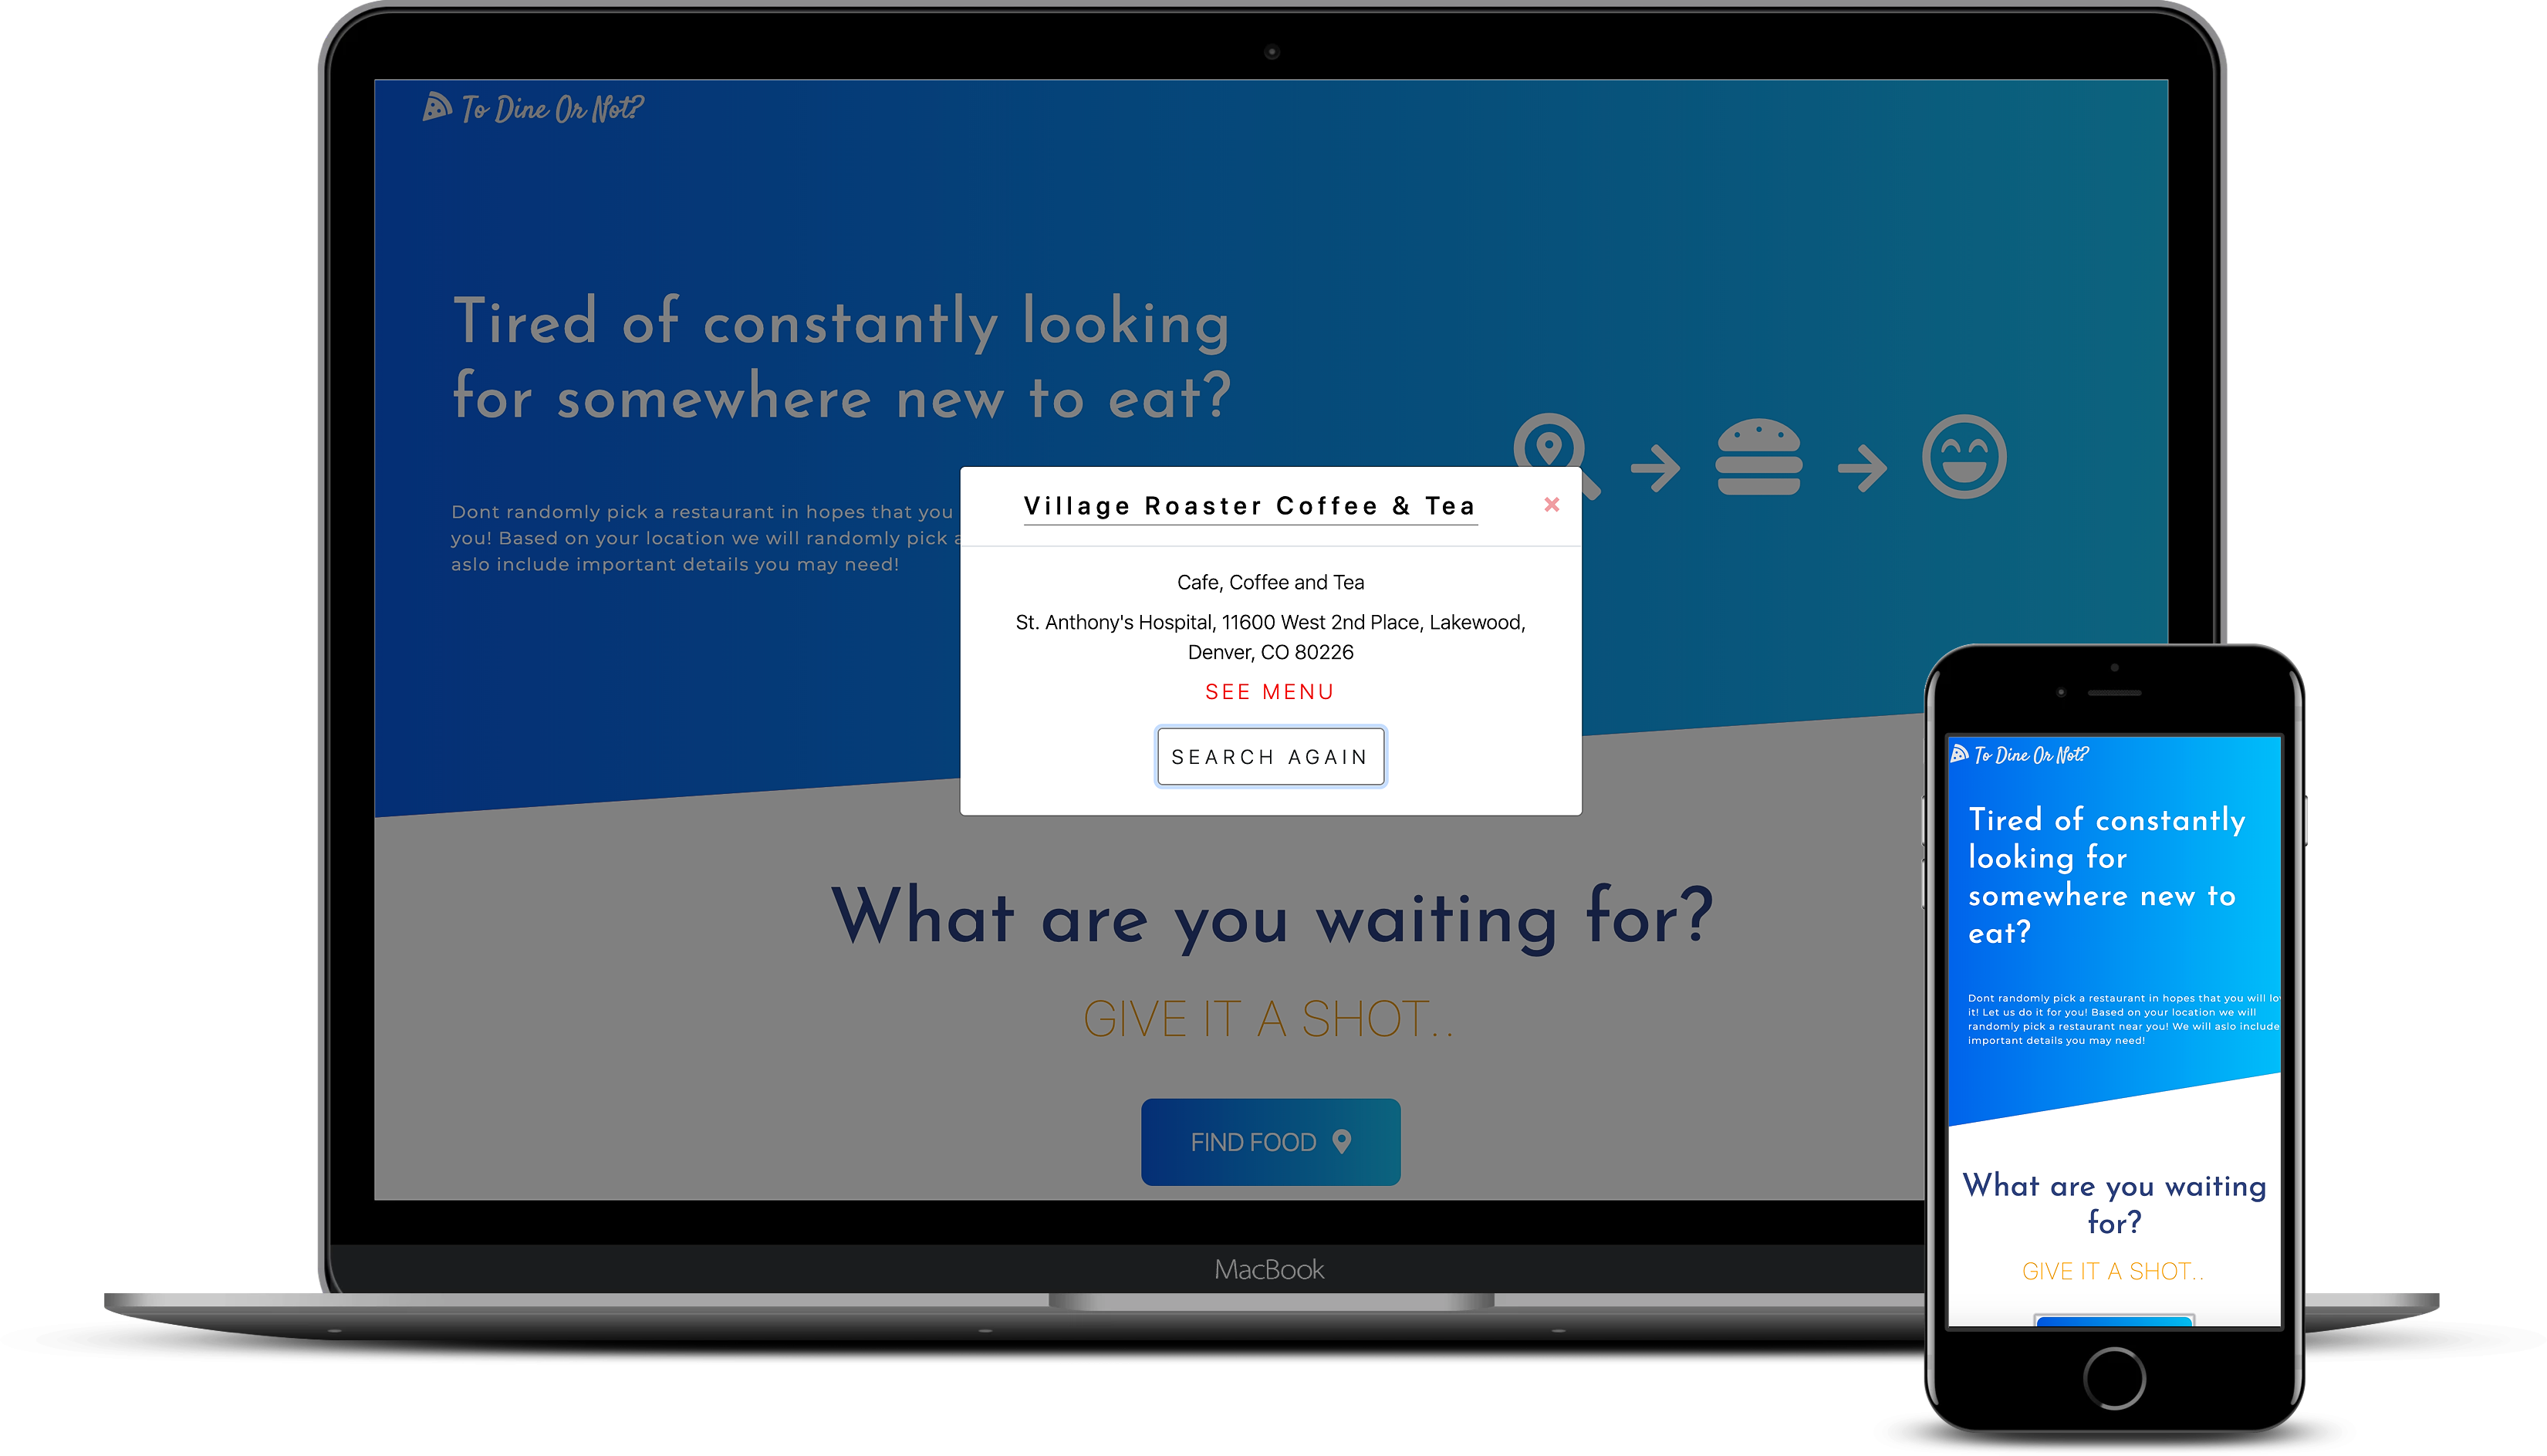 To Dine Or Not?
Tired of constantly looking
for somewhere new to eat?
Dont randomly pick a restaurant in hopes that you
you! Based on your location we will randomly pick
aslo include important details you may need!
Village Roaster Coffee & Tea
Cafe, Coffee and Tea
St. Anthony's Hospital, 11600 West 2nd Place, Lakewood,
Denver, CO 80226
SEE MENU
SEARCH AGAIN
What are you waiting for?
GIVE IT A SHOT..
FIND FOOD
MacBook
To Dine Or Not?
Tired of constantly
looking for
somewhere new to
eat?
Dont randomly pick a restaurant in hopes that you will
it! Let us do it for you! Based on your location we will
randomly pick a restaurant near you! We will aslo include
important details you may need!
What are you waiting
for?
GIVE IT A SHOT..